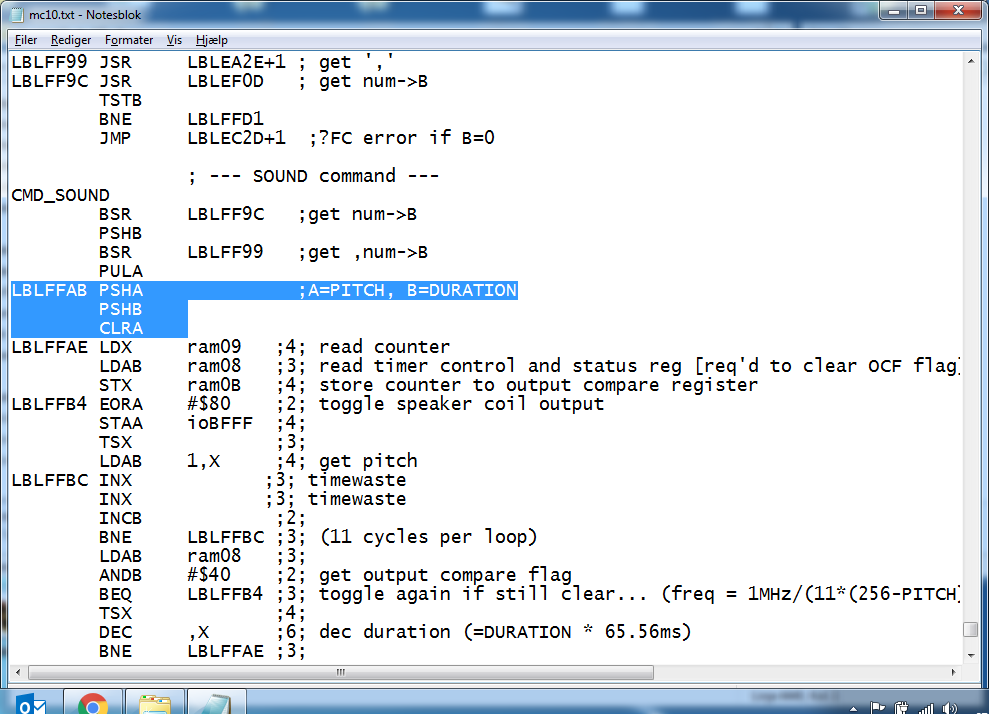 mc10.txt - Notesblok
Filer Rediger Formater Vis Hjælp
LBLFF99 JSR LBLEA2E+1 ; get ','
LBLFF9C JSR LBLEF0D ; get num->B
TSTB
BNE LBLFFD1
JMP LBLEC2D+1 ;?FC error if B=0
; --- SOUND command ---
CMD_SOUND
BSR LBLFF9C ;get num->B
PSHB
BSR LBLFF99 ;get ,num->B
PULA
LBLFFAB PSHA ;A=PITCH, B=DURATION
PSHB
CLRA
LBLFFAE LDX ram09 ;4; read counter
LDAB ram08 ;3; read timer control and status reg [req'd to clear OCF flag]
STX ram0B ;4; store counter to output compare register
LBLFFB4 EORA #$80 ;2; toggle speaker coil output
STAA ioBFFF ;4;
TSX ;3;
LDAB 1,X ;4; get pitch
LBLFFBC INX ;3; timewaste
INX ;3; timewaste
INCB ;2;
BNE LBLFFBC ;3; (11 cycles per loop)
LDAB ram08 ;3;
ANDB #$40 ;2; get output compare flag
BEQ LBLFFB4 ;3; toggle again if still clear... (freq = 1MHz/(11*(256-PITCH)
TSX ;4;
DEC ,X ;6; dec duration (=DURATION * 65.56ms)
BNE LBLFFAE ;3;